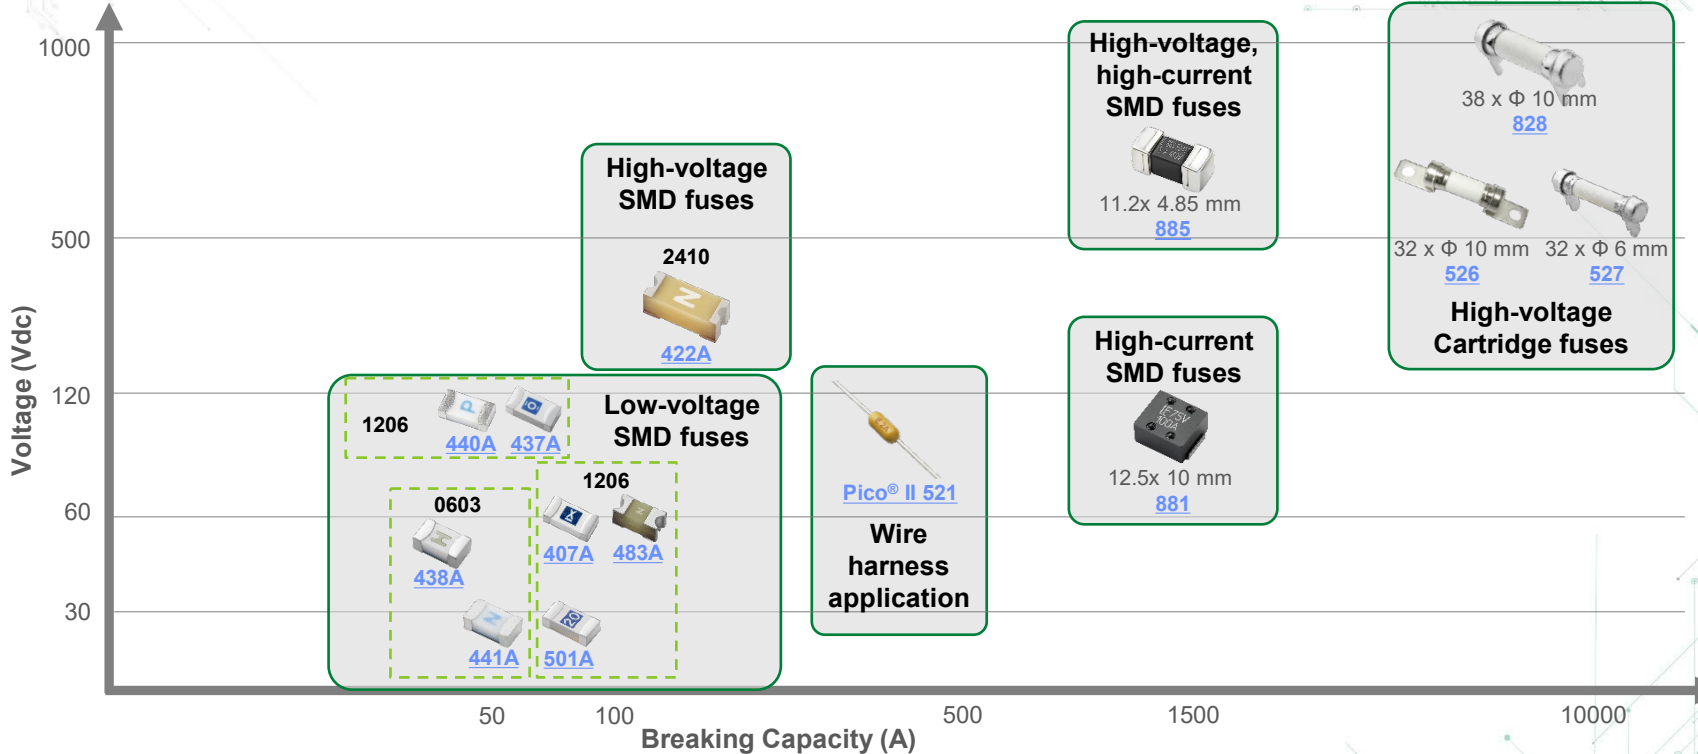 Voltage (Vdc)
1000
500
120
60
30
High-voltage
SMD fuses
2410
N
422A
Low-voltage
SMD fuses
1206
P
440A
437A
0603
438A
441A
1206
407A
N
483A
20
501A
Pico® II 521
Wire
harness
application
High-voltage,
high-current
SMD fuses
11.2x 4.85 mm
885
High-current
SMD fuses
12.5x 10 mm
881
38 x Φ 10 mm
828
32 x Φ 10 mm
526
32 x Φ 6 mm
527
High-voltage
Cartridge fuses
50
100
500
1500
10000
Breaking Capacity (A)